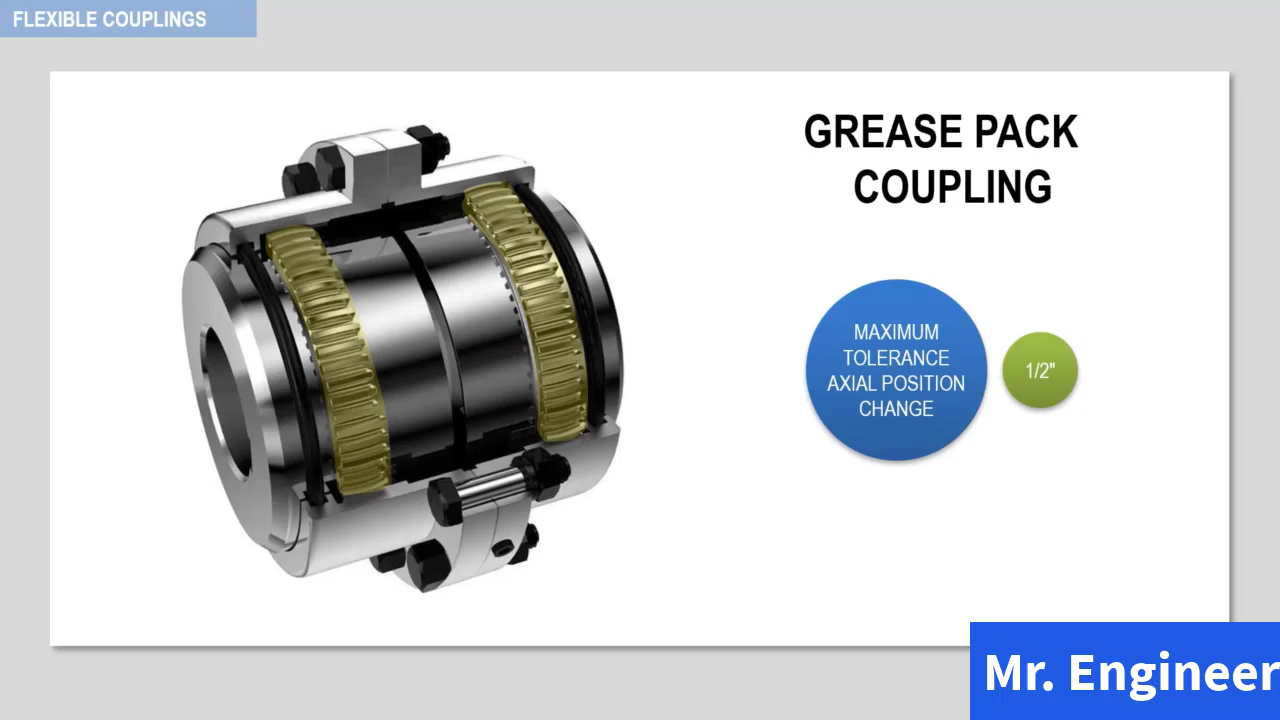 FLEXIBLE COUPLINGS
GREASE PACK
COUPLING
MAXIMUM
TOLERANCE
AXIAL POSITION
CHANGE
1/2"
Mr. Engineer